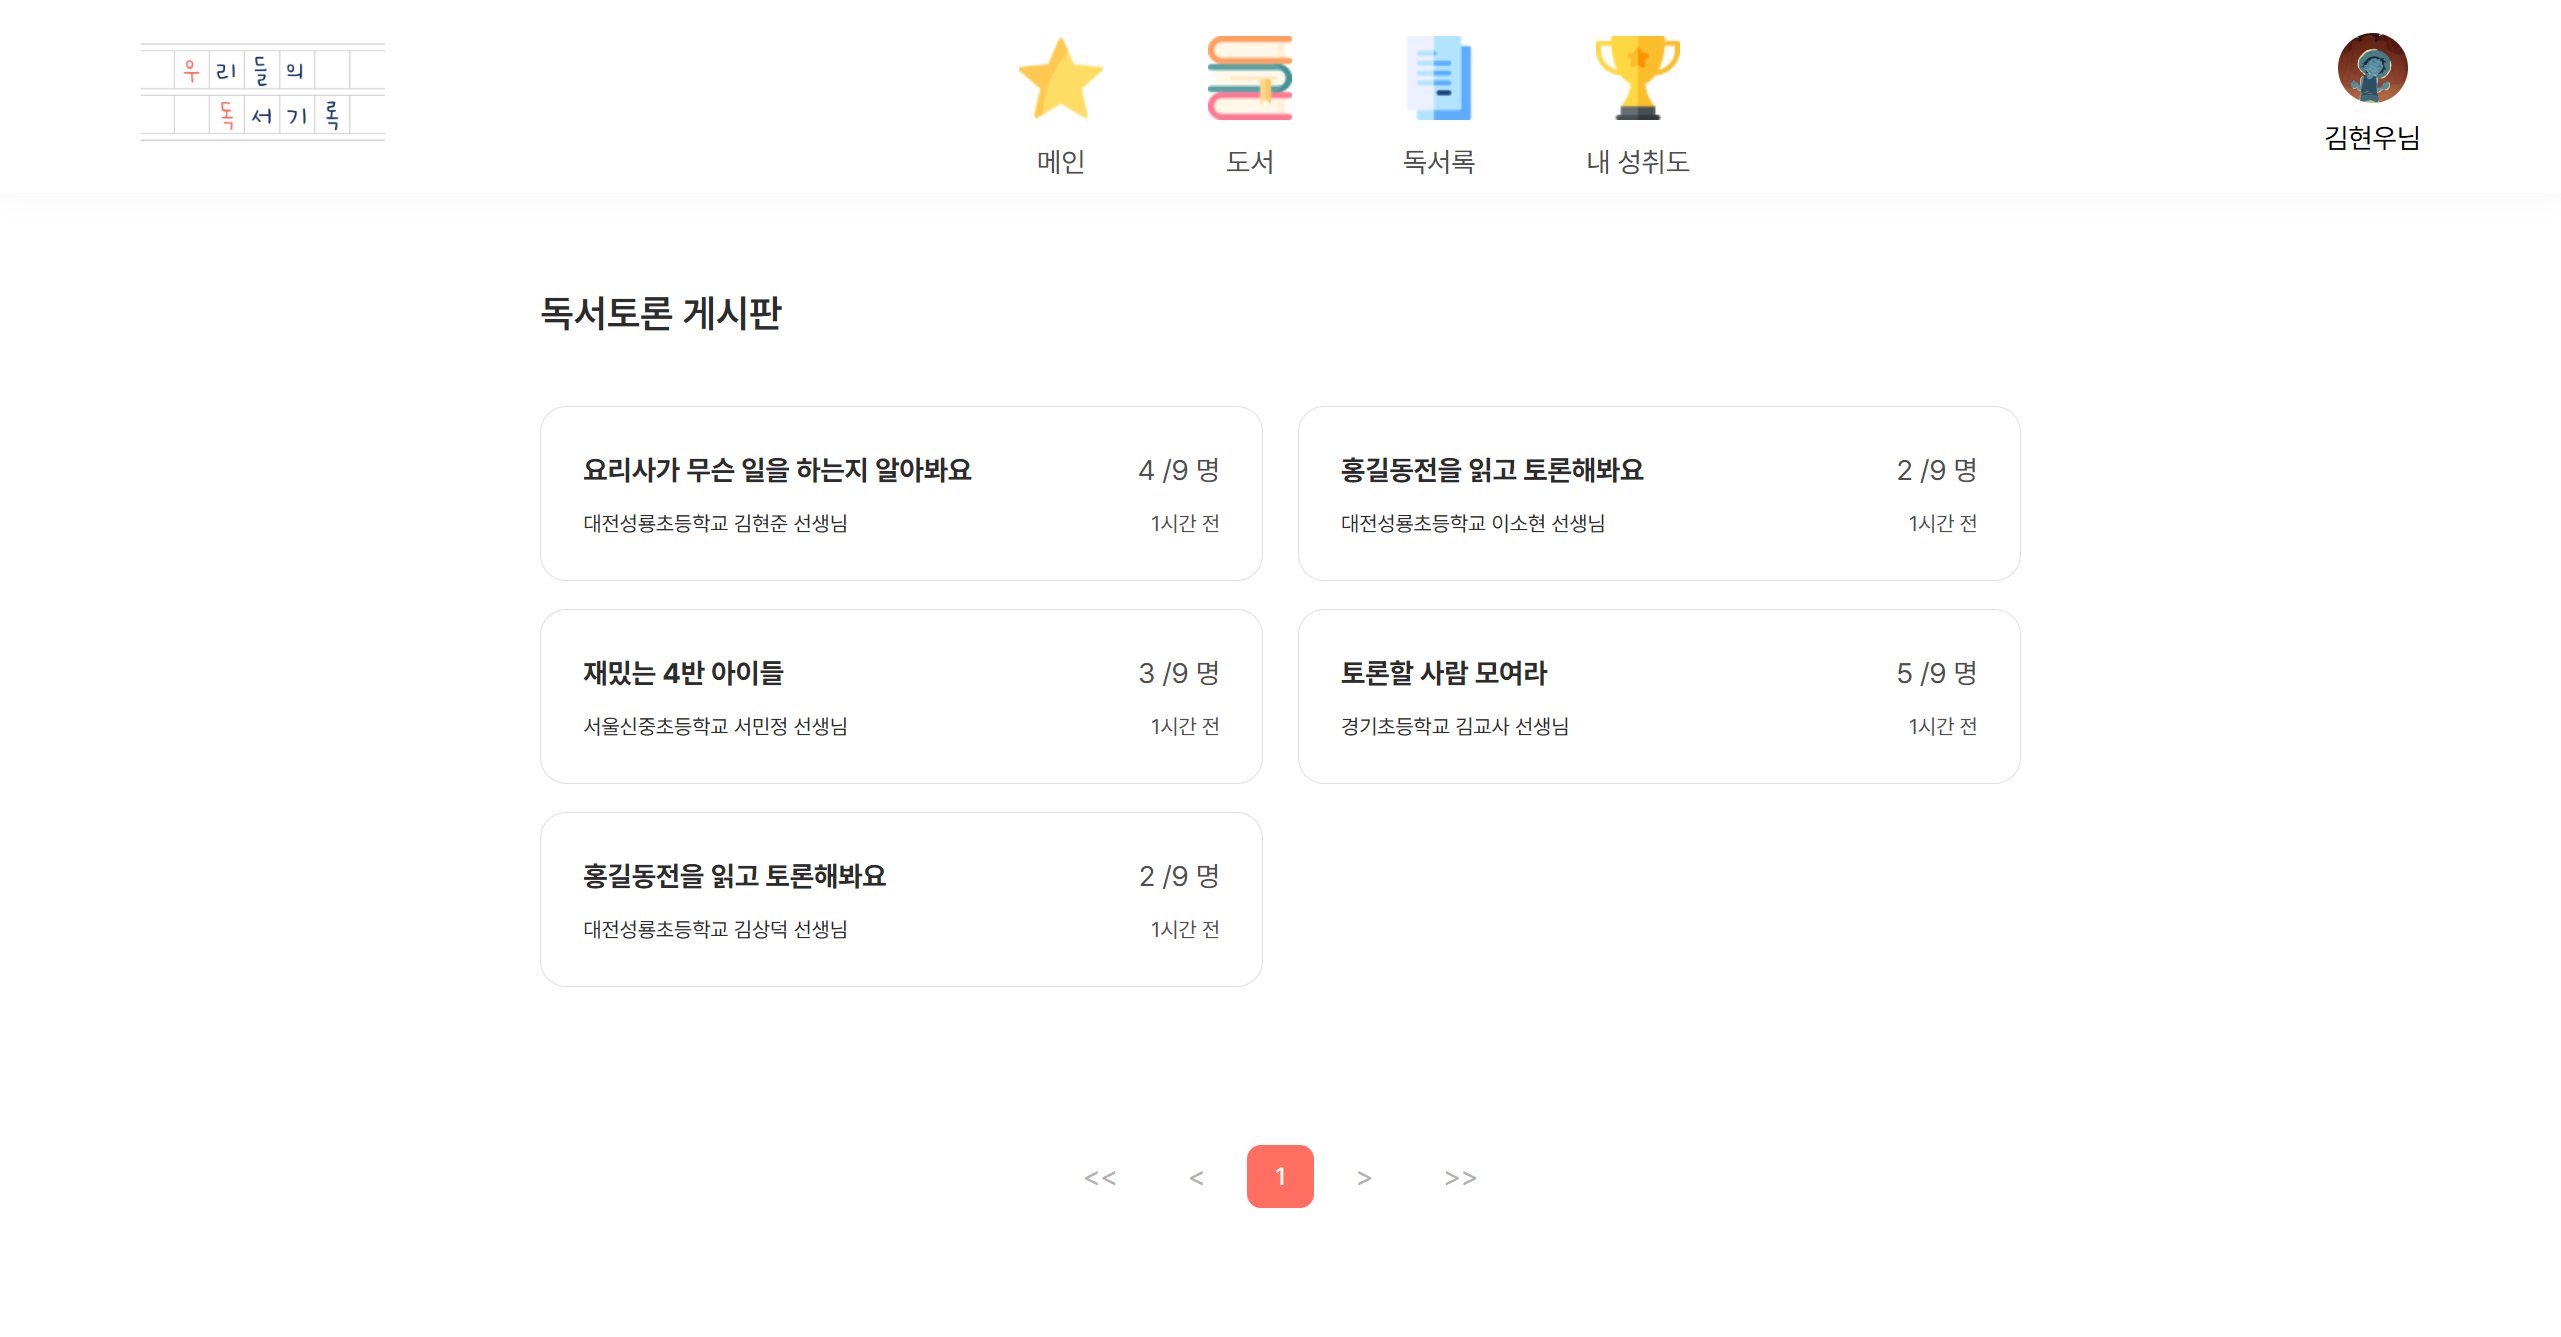 우리들의
독서기록
메인
도서
독서록
내 성취도
김현우님
독서토론 게시판
요리사가 무슨 일을 하는지 알아봐요
4 /9 명
대전성룡초등학교 김현준 선생님
1시간 전
홍길동전을 읽고 토론해봐요
2 /9 명
대전성룡초등학교 이소현 선생님
1시간 전
재밌는 4반 아이들
3 /9 명
서울신중초등학교 서민정 선생님
1시간 전
토론할 사람 모여라
5 /9 명
경기초등학교 김교사 선생님
1시간 전
홍길동전을 읽고 토론해봐요
2 /9 명
대전성룡초등학교 김상덕 선생님
1시간 전
<< < 1 > >>